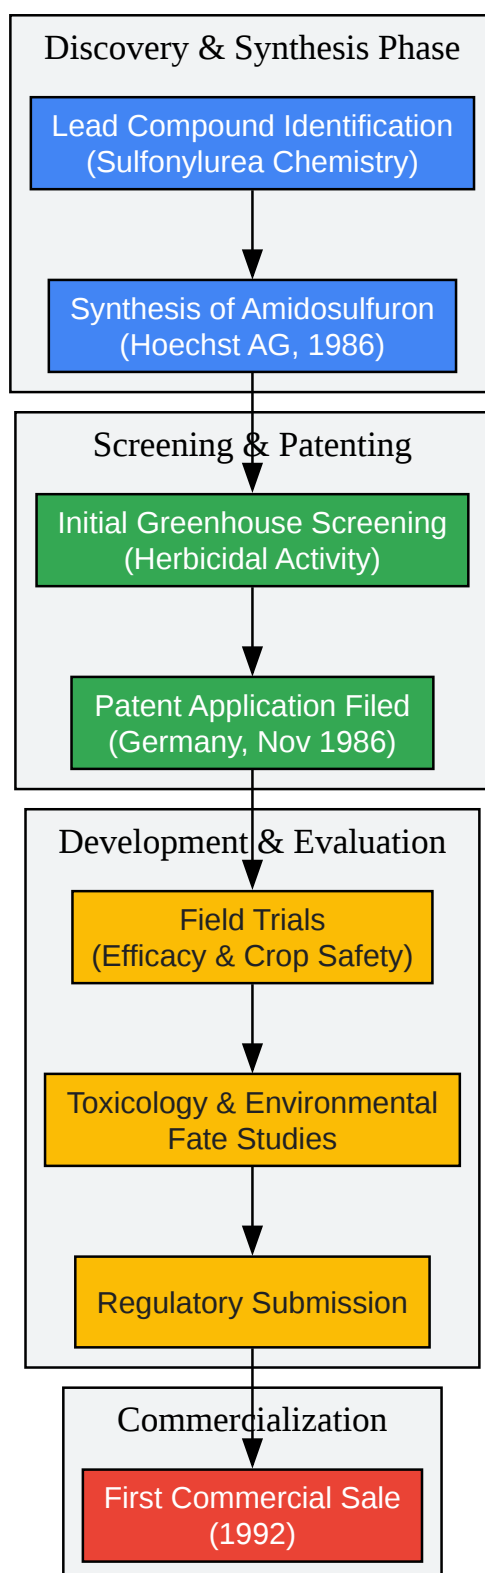 Discovery & Synthesis Phase
Lead Compound Identification
(Sulfonylurea Chemistry)
Synthesis of Amidosulfuron
(Hoechst AG, 1986)
Screening & Patenting
Initial Greenhouse Screening
(Herbicidal Activity)
Patent Application Filed
(Germany, Nov 1986)
Development & Evaluation
Field Trials
(Efficacy & Crop Safety)
Toxicology & Environmental
Fate Studies
Regulatory Submission
Commercialization
First Commercial Sale
(1992)